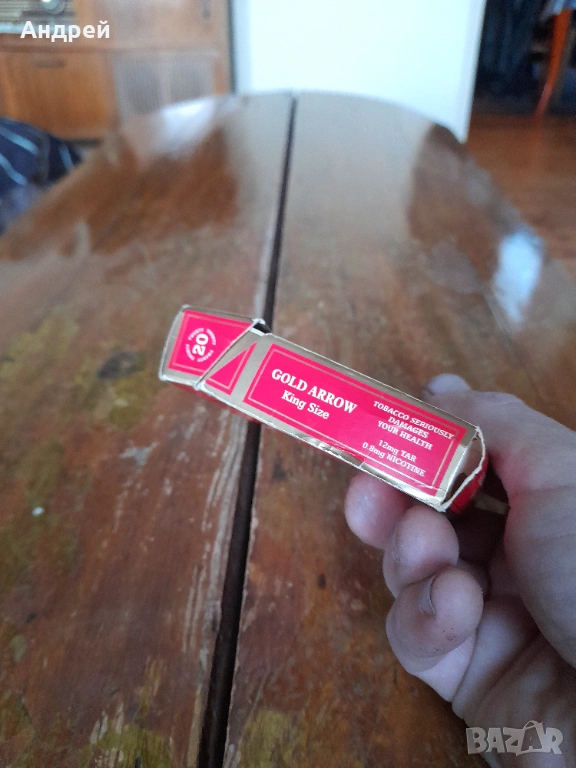 Андрей
20
GOLD ARROW
King Size
TOBACCO SERIOUSLY
DAMAGES
YOUR HEALTH
12mg TAR
0.8mg NICOTINE
BAZAR